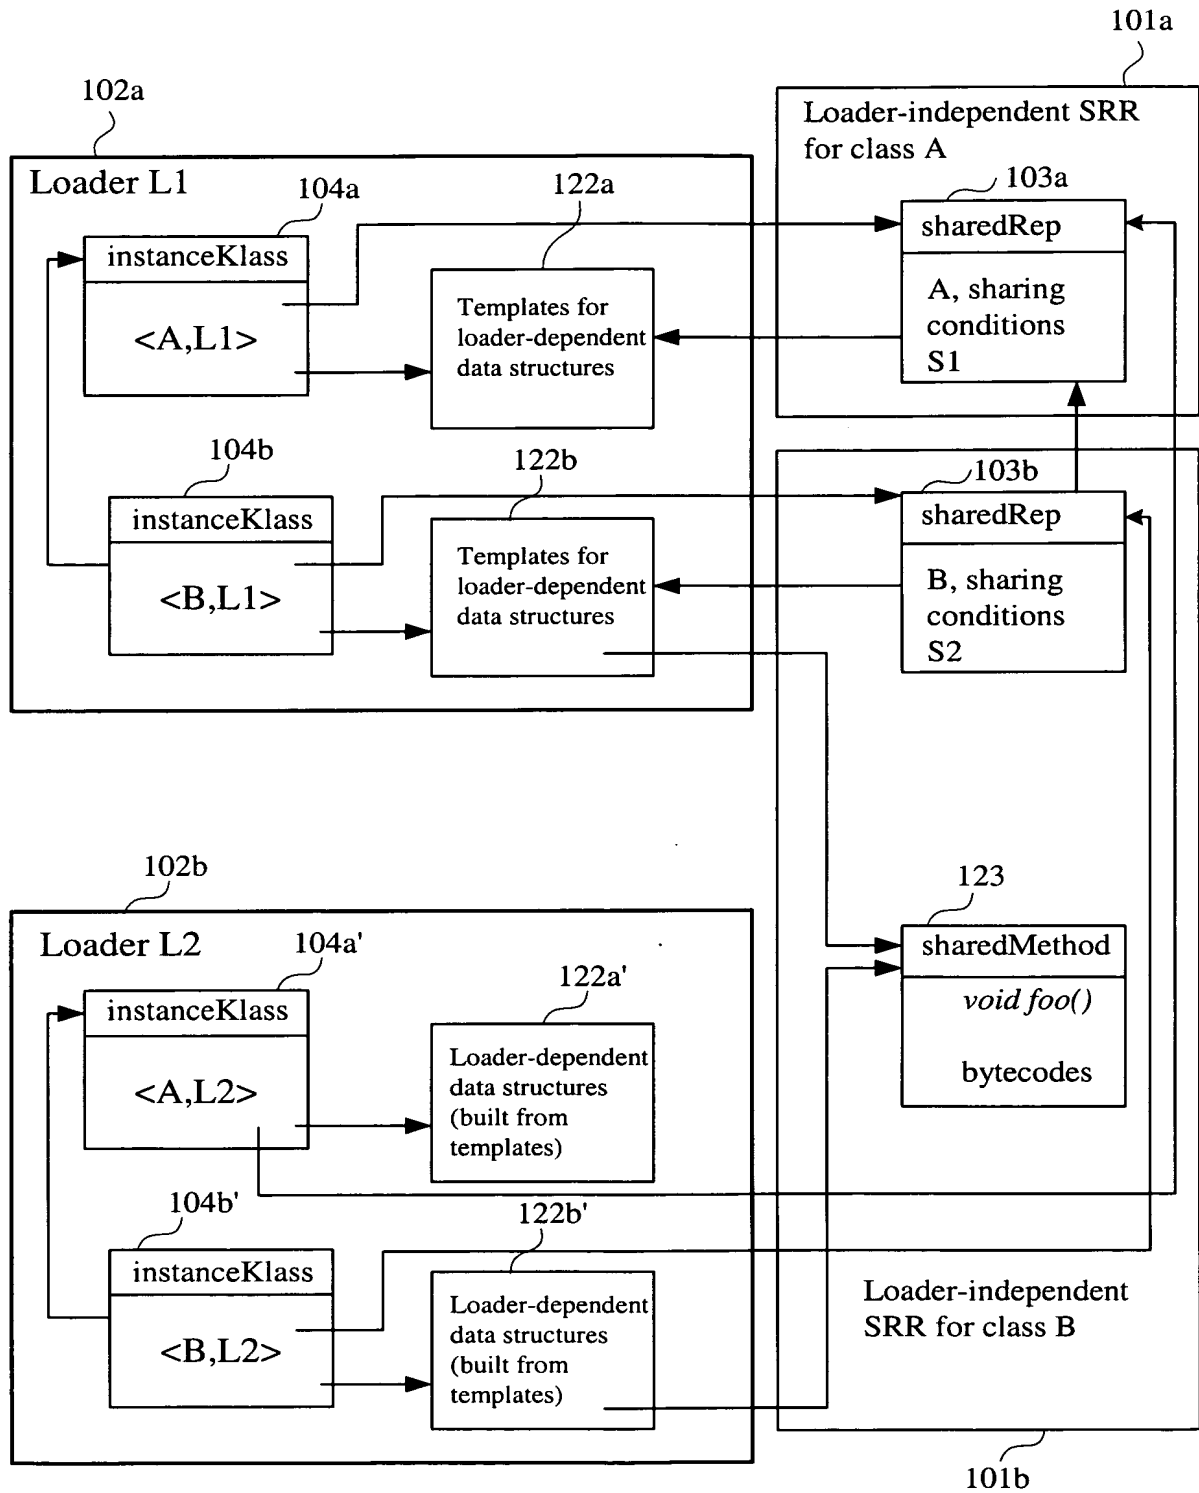 101a
102a
Loader-independent SRR
for class A
Loader L1
104a
122a
103a
instanceKlass
sharedRep
<A,L1>
Templates for
loader-dependent
data structures
A, sharing
conditions
S1
104b
122b
103b
instanceKlass
sharedRep
<B,L1>
Templates for
loader-dependent
data structures
B, sharing
conditions
S2
102b
123
Loader L2
104a'
122a'
sharedMethod
instanceKlass
void foo()
bytecodes
<A,L2>
Loader-dependent
data structures
(built from
templates)
104b'
122b'
instanceKlass
<B,L2>
Loader-dependent
data structures
(built from
templates)
Loader-independent
SRR for class B
101b